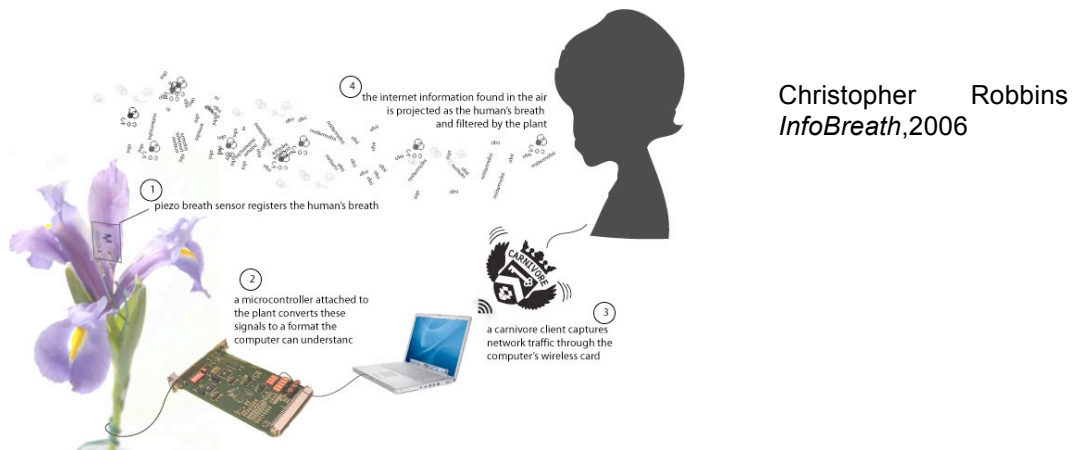 4
the internet information found in the air
is projected as the human's breath
and filtered by the plant
Christopher Robbins
InfoBreath,2006
1
piezo breath sensor registers the human's breath
2
a microcontroller attached to
the plant converts these
signals to a format the
computer can understanc
CARNIVORE
3
a carnivore client captures
network traffic through the
computer's wireless card